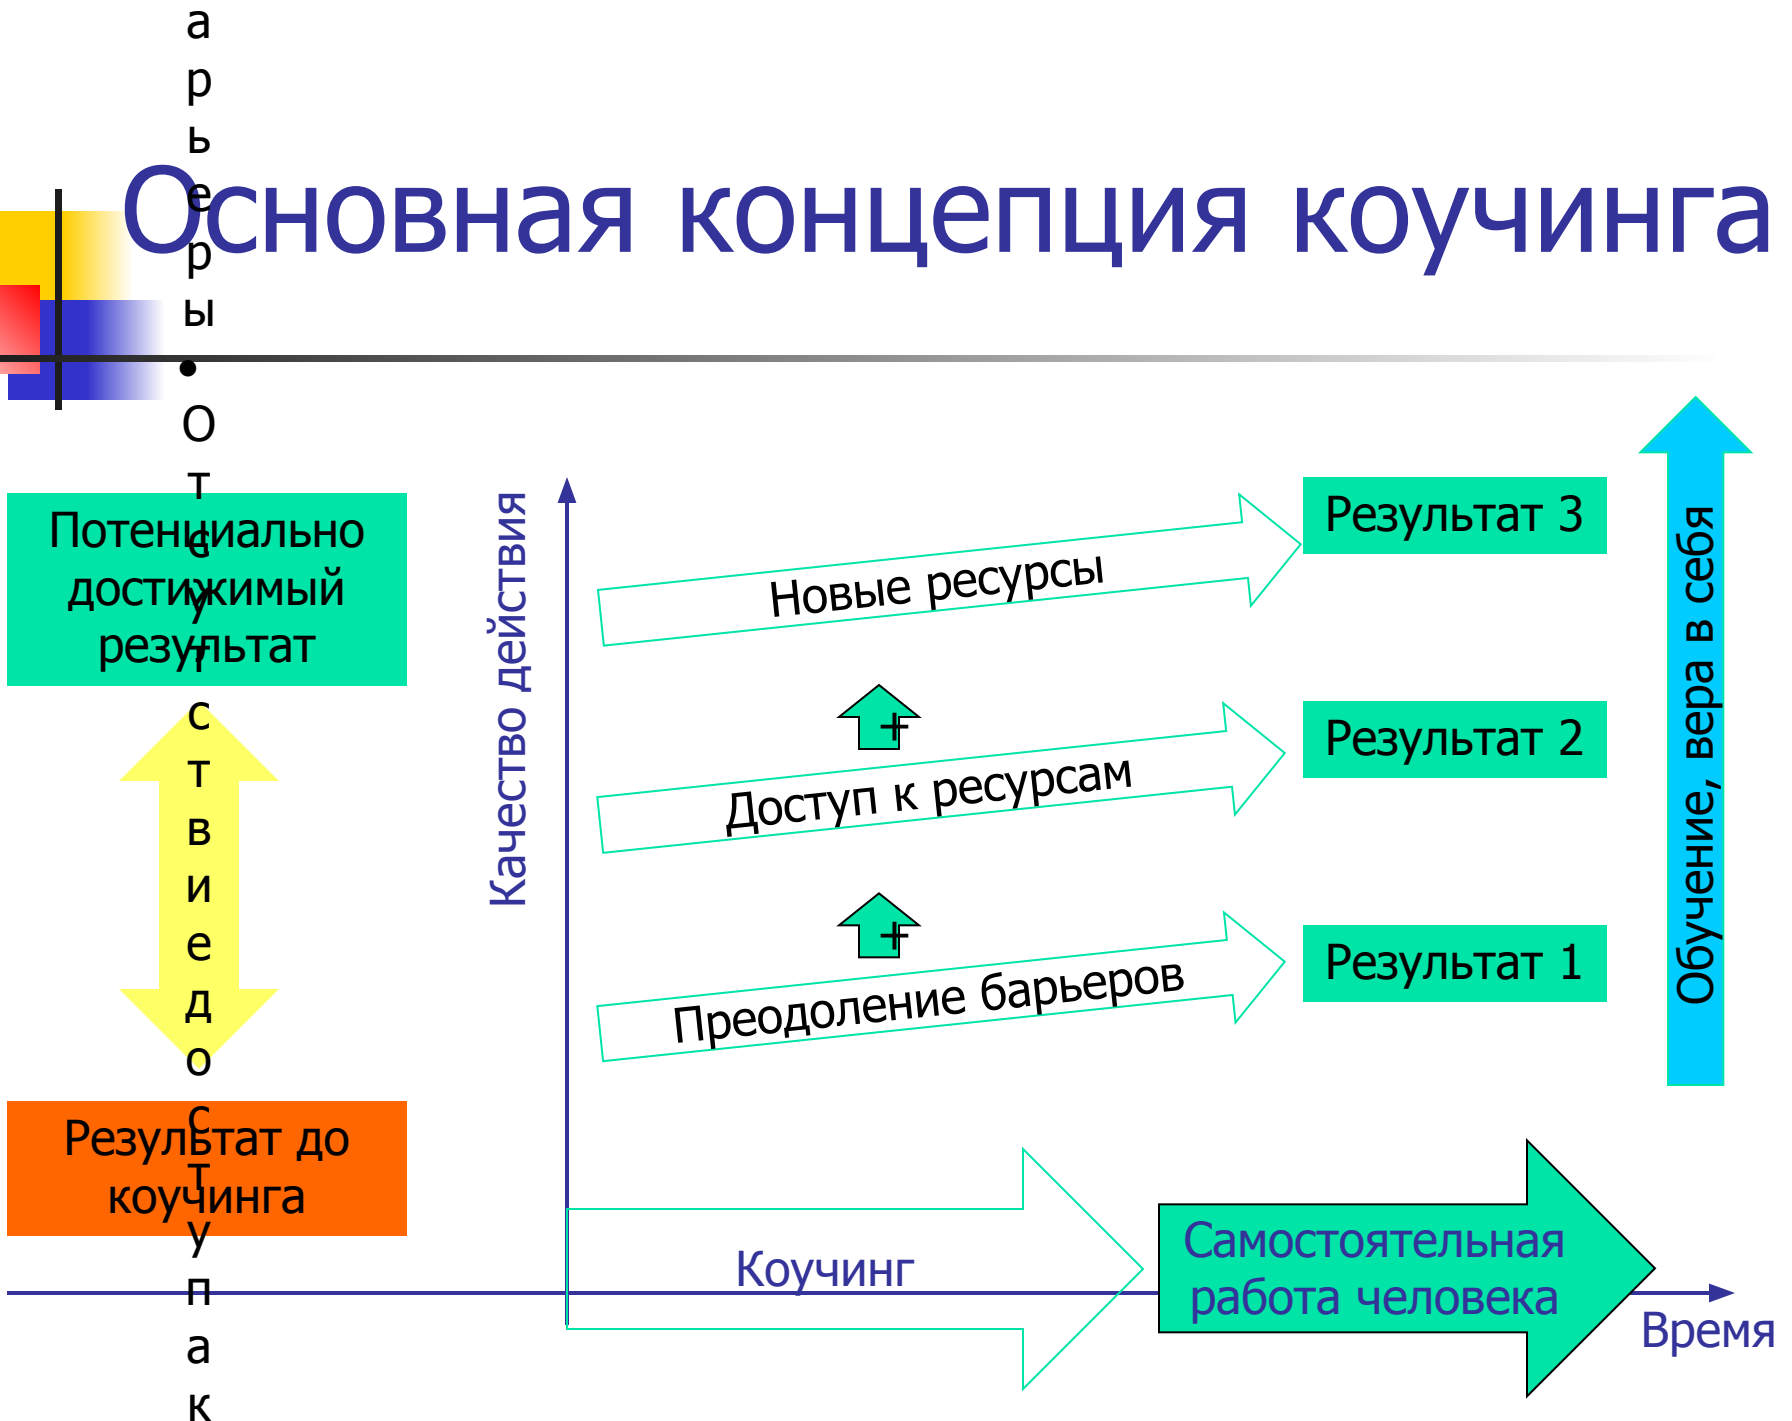 Основная концепция коучинга
а
р
ь
е
р
ы
•
О
т
с
у
т
с
т
в
и
е
д
о
с
т
у
п
а
к
Потенциально
достижимый
результат
Результат до
коучинга
Качество действия
Новые ресурсы
Результат 3
+
Доступ к ресурсам
Результат 2
+
Преодоление барьеров
Результат 1
Обучение, вера в себя
Коучинг
Самостоятельная
работа человека
Время